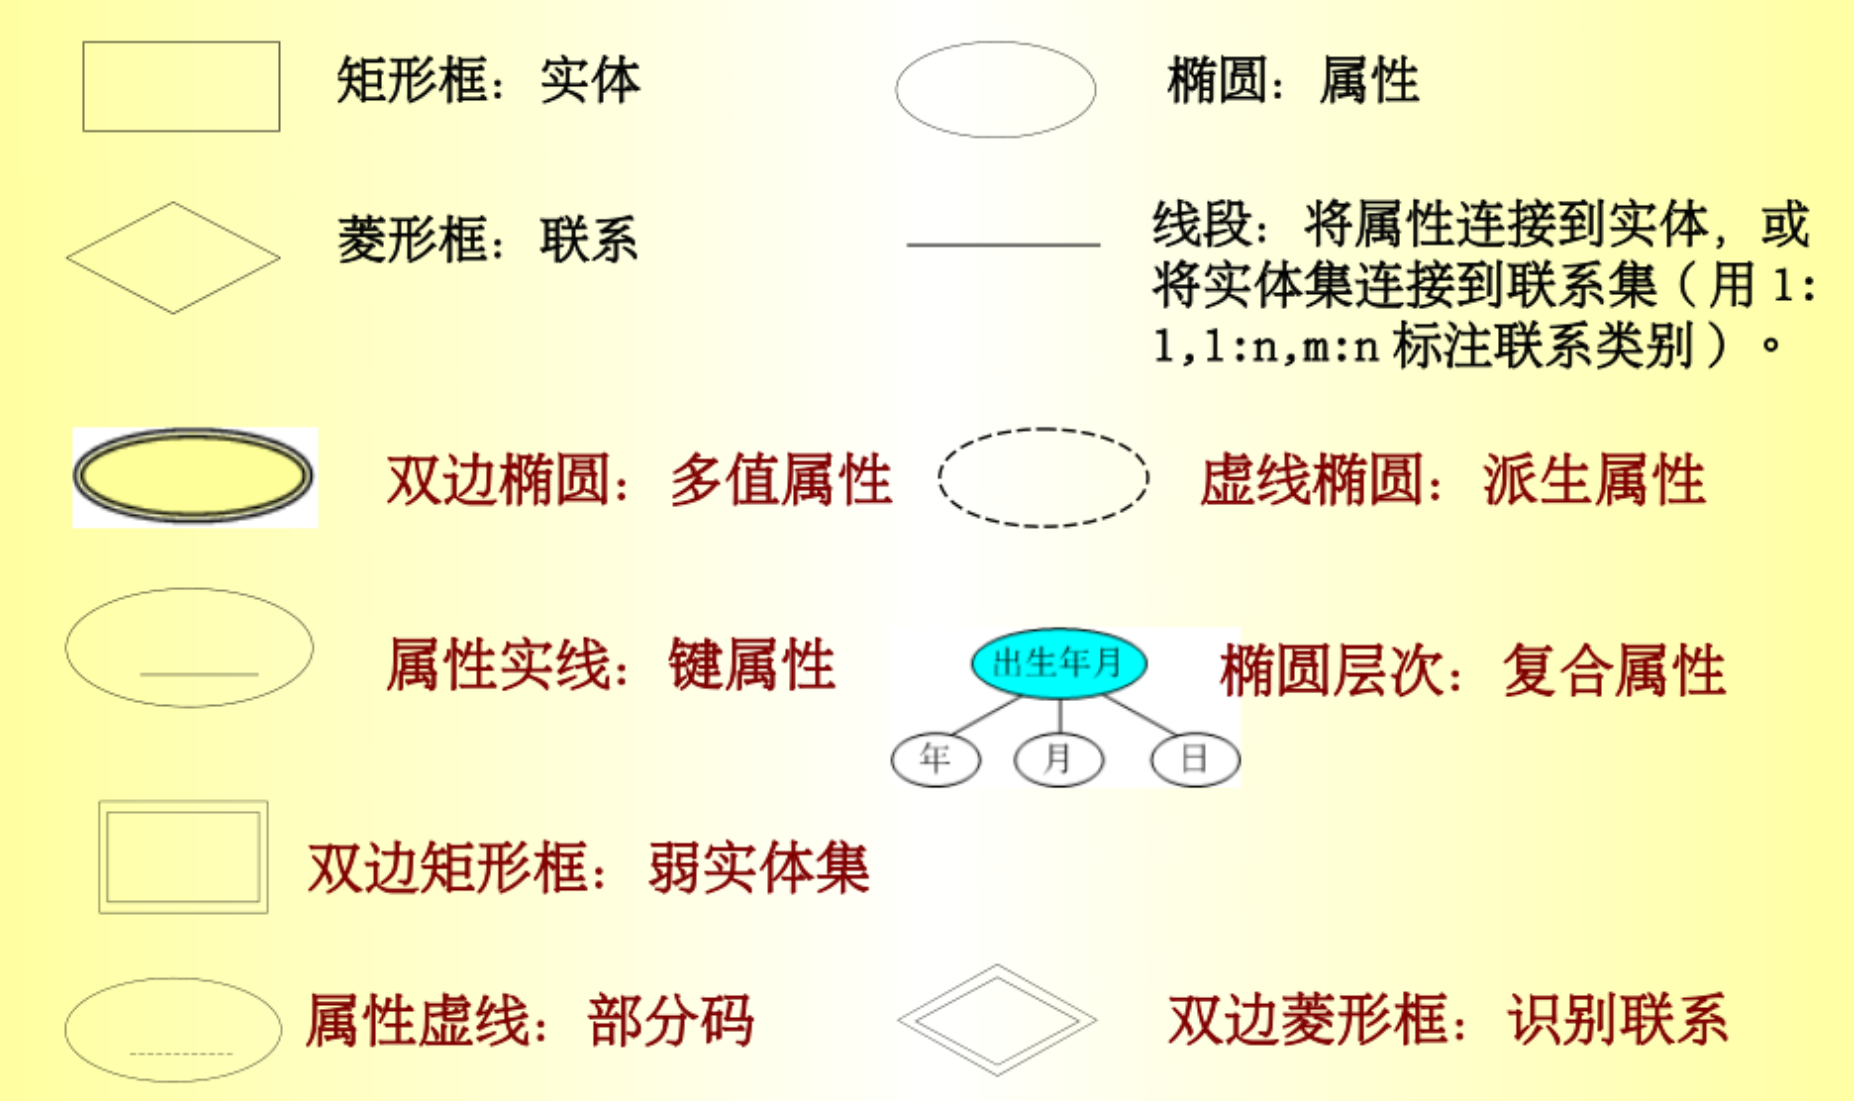 矩形框：实体
椭圆：属性
菱形框：联系
线段：将属性连接到实体，或
将实体集连接到联系集（用1:
1,1:n,m:n标注联系类别）。
双边椭圆：多值属性
虚线椭圆：派生属性
属性实线：键属性
出生年月
年
月
日
椭圆层次：复合属性
双边矩形框：弱实体集
属性虚线：部分码
双边菱形框：识别联系